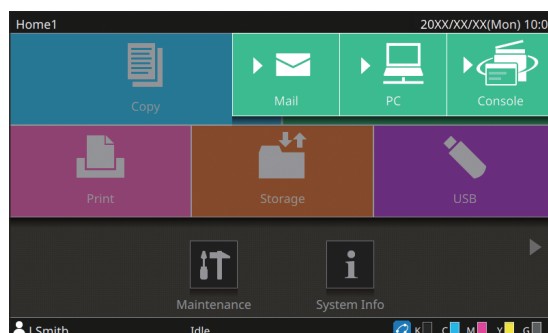 Home1 20XX/XX/XX(Mon) 10:0
Copy Mail PC Console
Print Storage USB
Maintenance System Info
J.Smith Idle K C M Y G